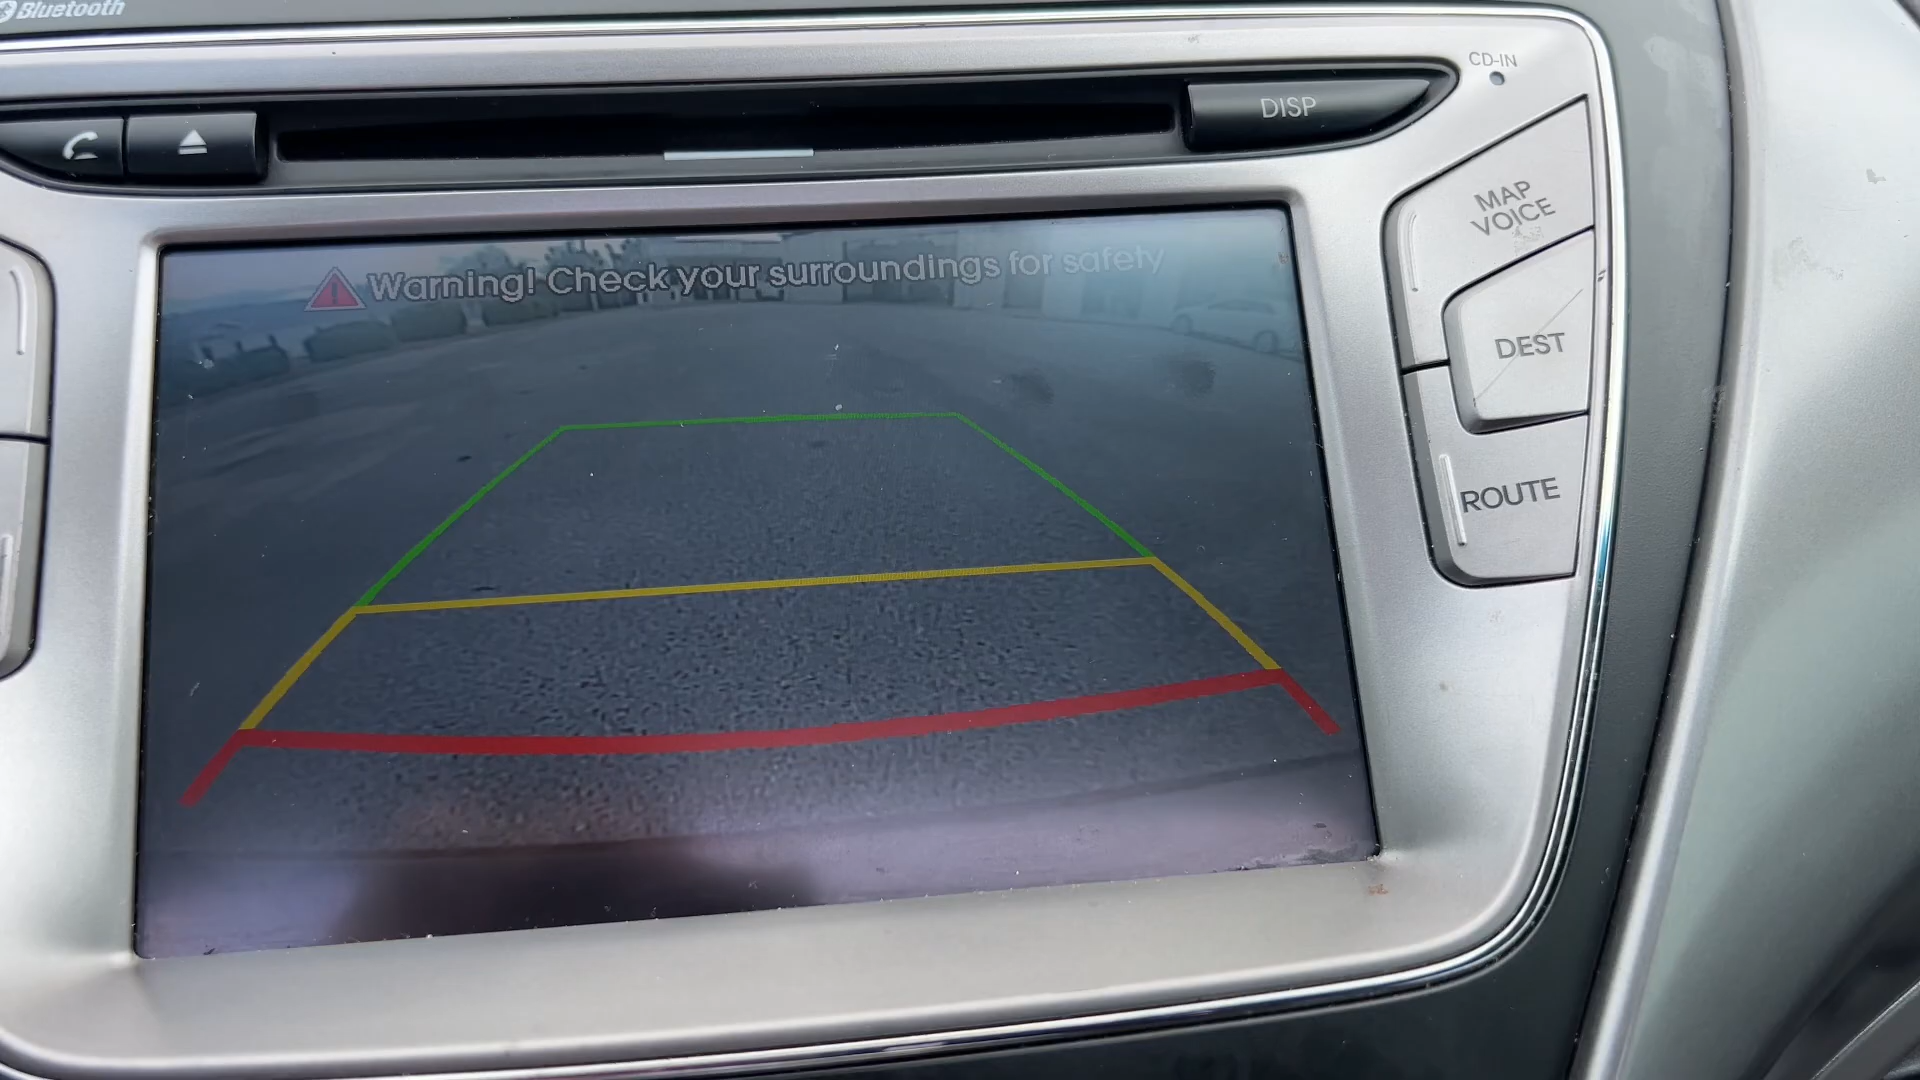 Bluetooth
CD-IN
DISP
MAP
VOICE
Warning! Check your surroundings for safety
DEST
ROUTE